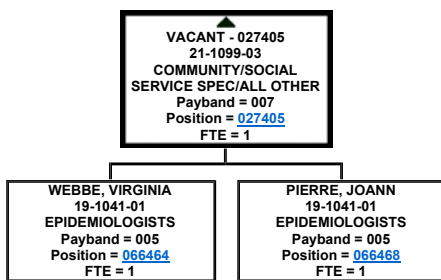 VACANT - 027405
21-1099-03
COMMUNITY/SOCIAL
SERVICE SPEC/ALL OTHER
Payband = 007
Position = 027405
FTE = 1
WEBBE, VIRGINIA
19-1041-01
EPIDEMIOLOGISTS
Payband = 005
Position = 066464
FTE = 1
PIERRE, JOANN
19-1041-01
EPIDEMIOLOGISTS
Payband = 005
Position = 066468
FTE = 1